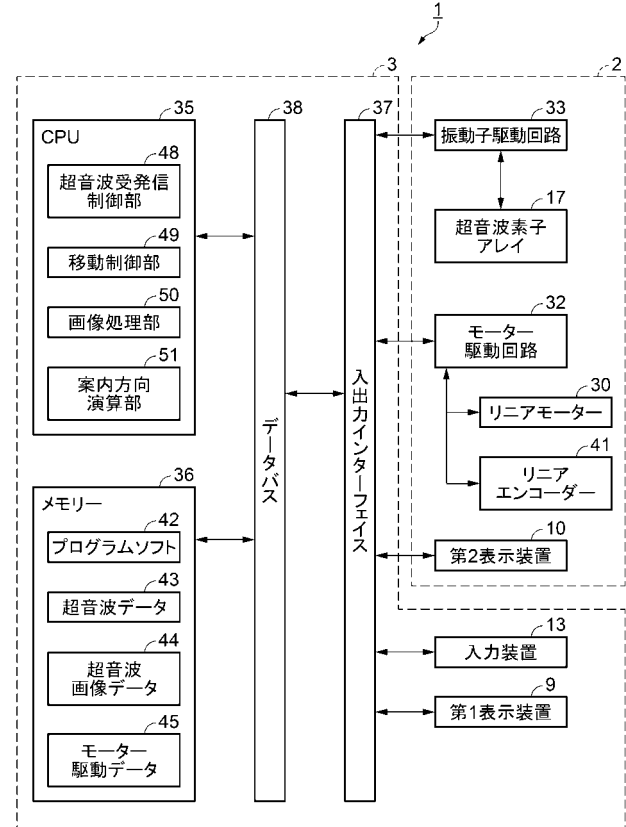 1
3
2
35
CPU
48
超音波受発信
制御部
49
移動制御部
50
画像処理部
51
案内方向
演算部
36
メモリー
42
プログラムソフト
43
超音波データ
44
超音波
画像データ
45
モーター
駆動データ
38
データバス
37
入出力インターフェイス
33
振動子駆動回路
17
超音波素子
アレイ
32
モーター
駆動回路
30
リニアモーター
41
リニア
エンコーダー
10
第2表示装置
13
入力装置
9
第1表示装置